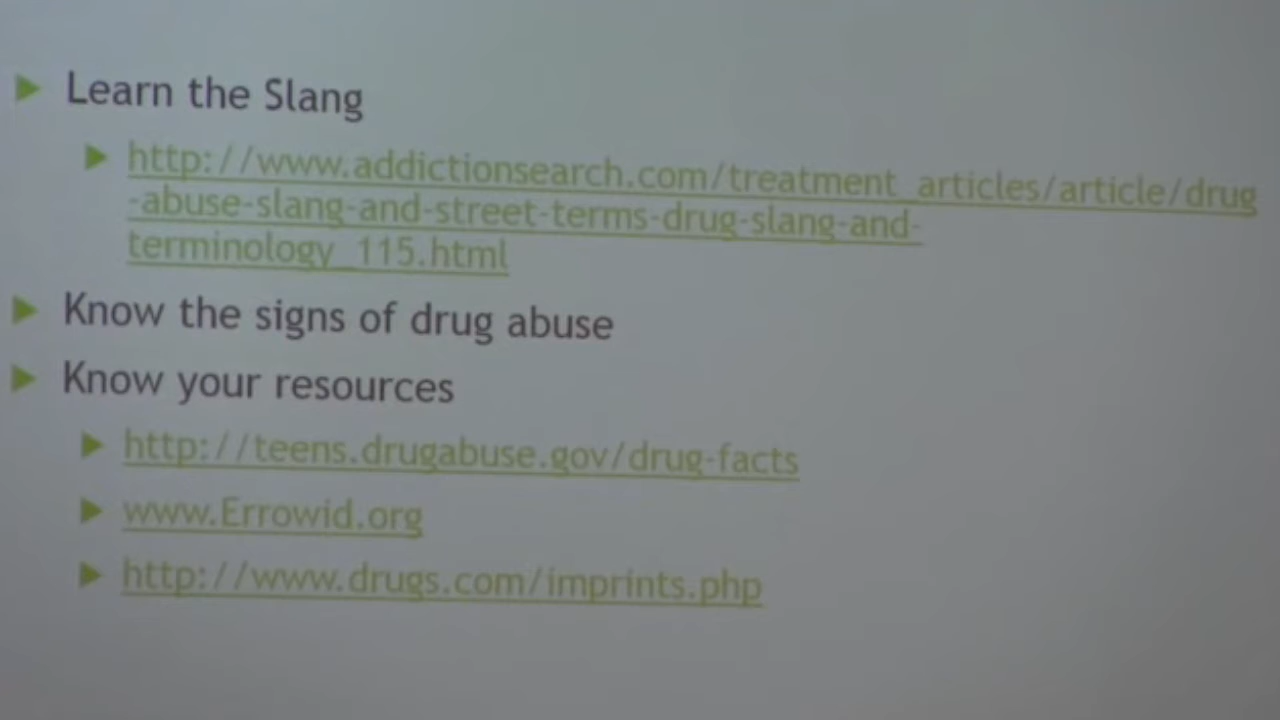 Learn the Slang
http://www.addictionsearch.com/treatment_articles/article/drug
-abuse-slang-and-street-terms-drug-slang-and-
terminology_115.html
Know the signs of drug abuse
Know your resources
http://teens.drugabuse.gov/drug-facts
www.Errowid.org
http://www.drugs.com/imprints.php